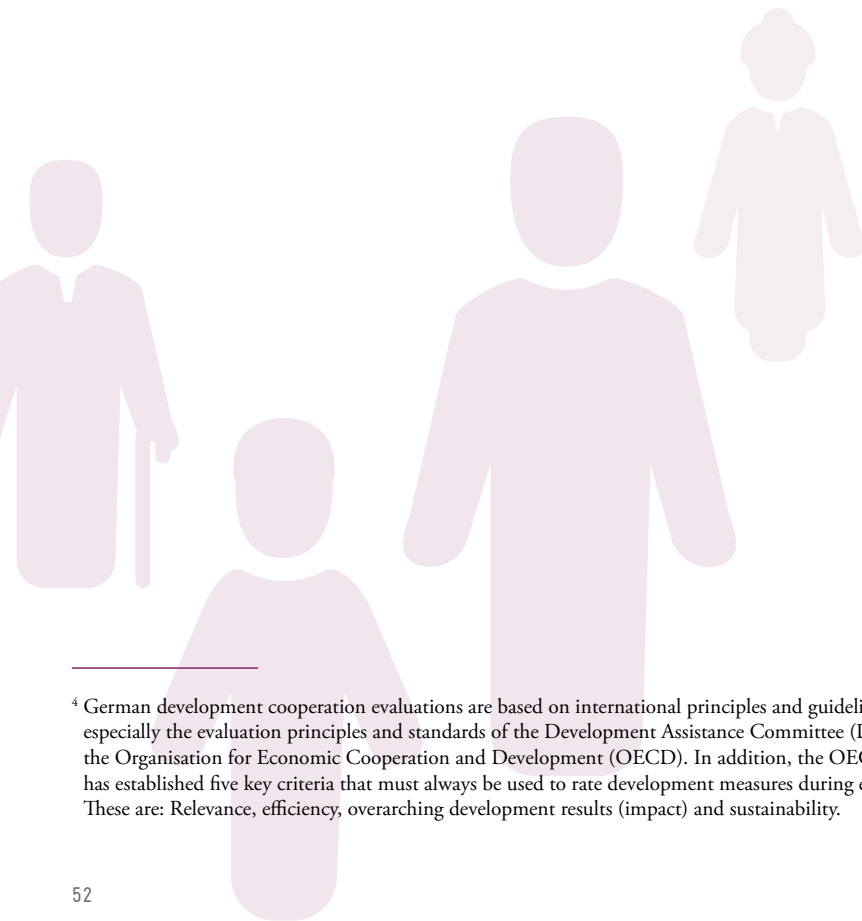 4 German development cooperation evaluations are based on international principles and guideli
especially the evaluation principles and standards of the Development Assistance Committee (
the Organisation for Economic Cooperation and Development (OECD). In addition, the OE
has established five key criteria that must always be used to rate development measures during
These are: Relevance, efficiency, overarching development results (impact) and sustainability.
52